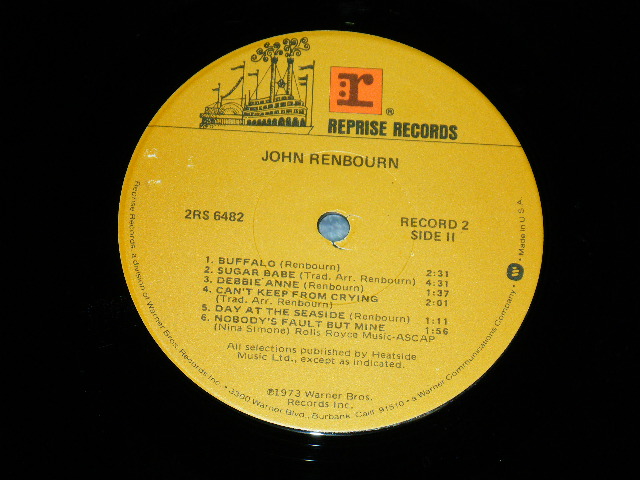 r
®
REPRISE RECORDS
JOHN RENBOURN
2RS 6482
RECORD 2
SIDE II
1. BUFFALO (Renbourn) 2:31
2. SUGAR BABE (Trad. Arr. Renbourn) 4:31
3. DEBBIE ANNE (Renbourn) 1:37
4. CAN'T KEEP FROM CRYING 2:01
(Trad. Arr. Renbourn)
5. DAY AT THE SEASIDE (Renbourn) 1:11
6. NOBODY'S FAULT BUT MINE 1:56
(Nina Simone) Rolls Royce Music-ASCAP
All selections published by Heatside
Music Ltd., except as indicated.
℗1973 Warner Bros.
Records Inc.
Reprise Records, a division of Warner Bros. Records Inc. • 3300 Warner Blvd., Burbank, Calif. 91510 • a Warner Communications Company • Made in U.S.A.